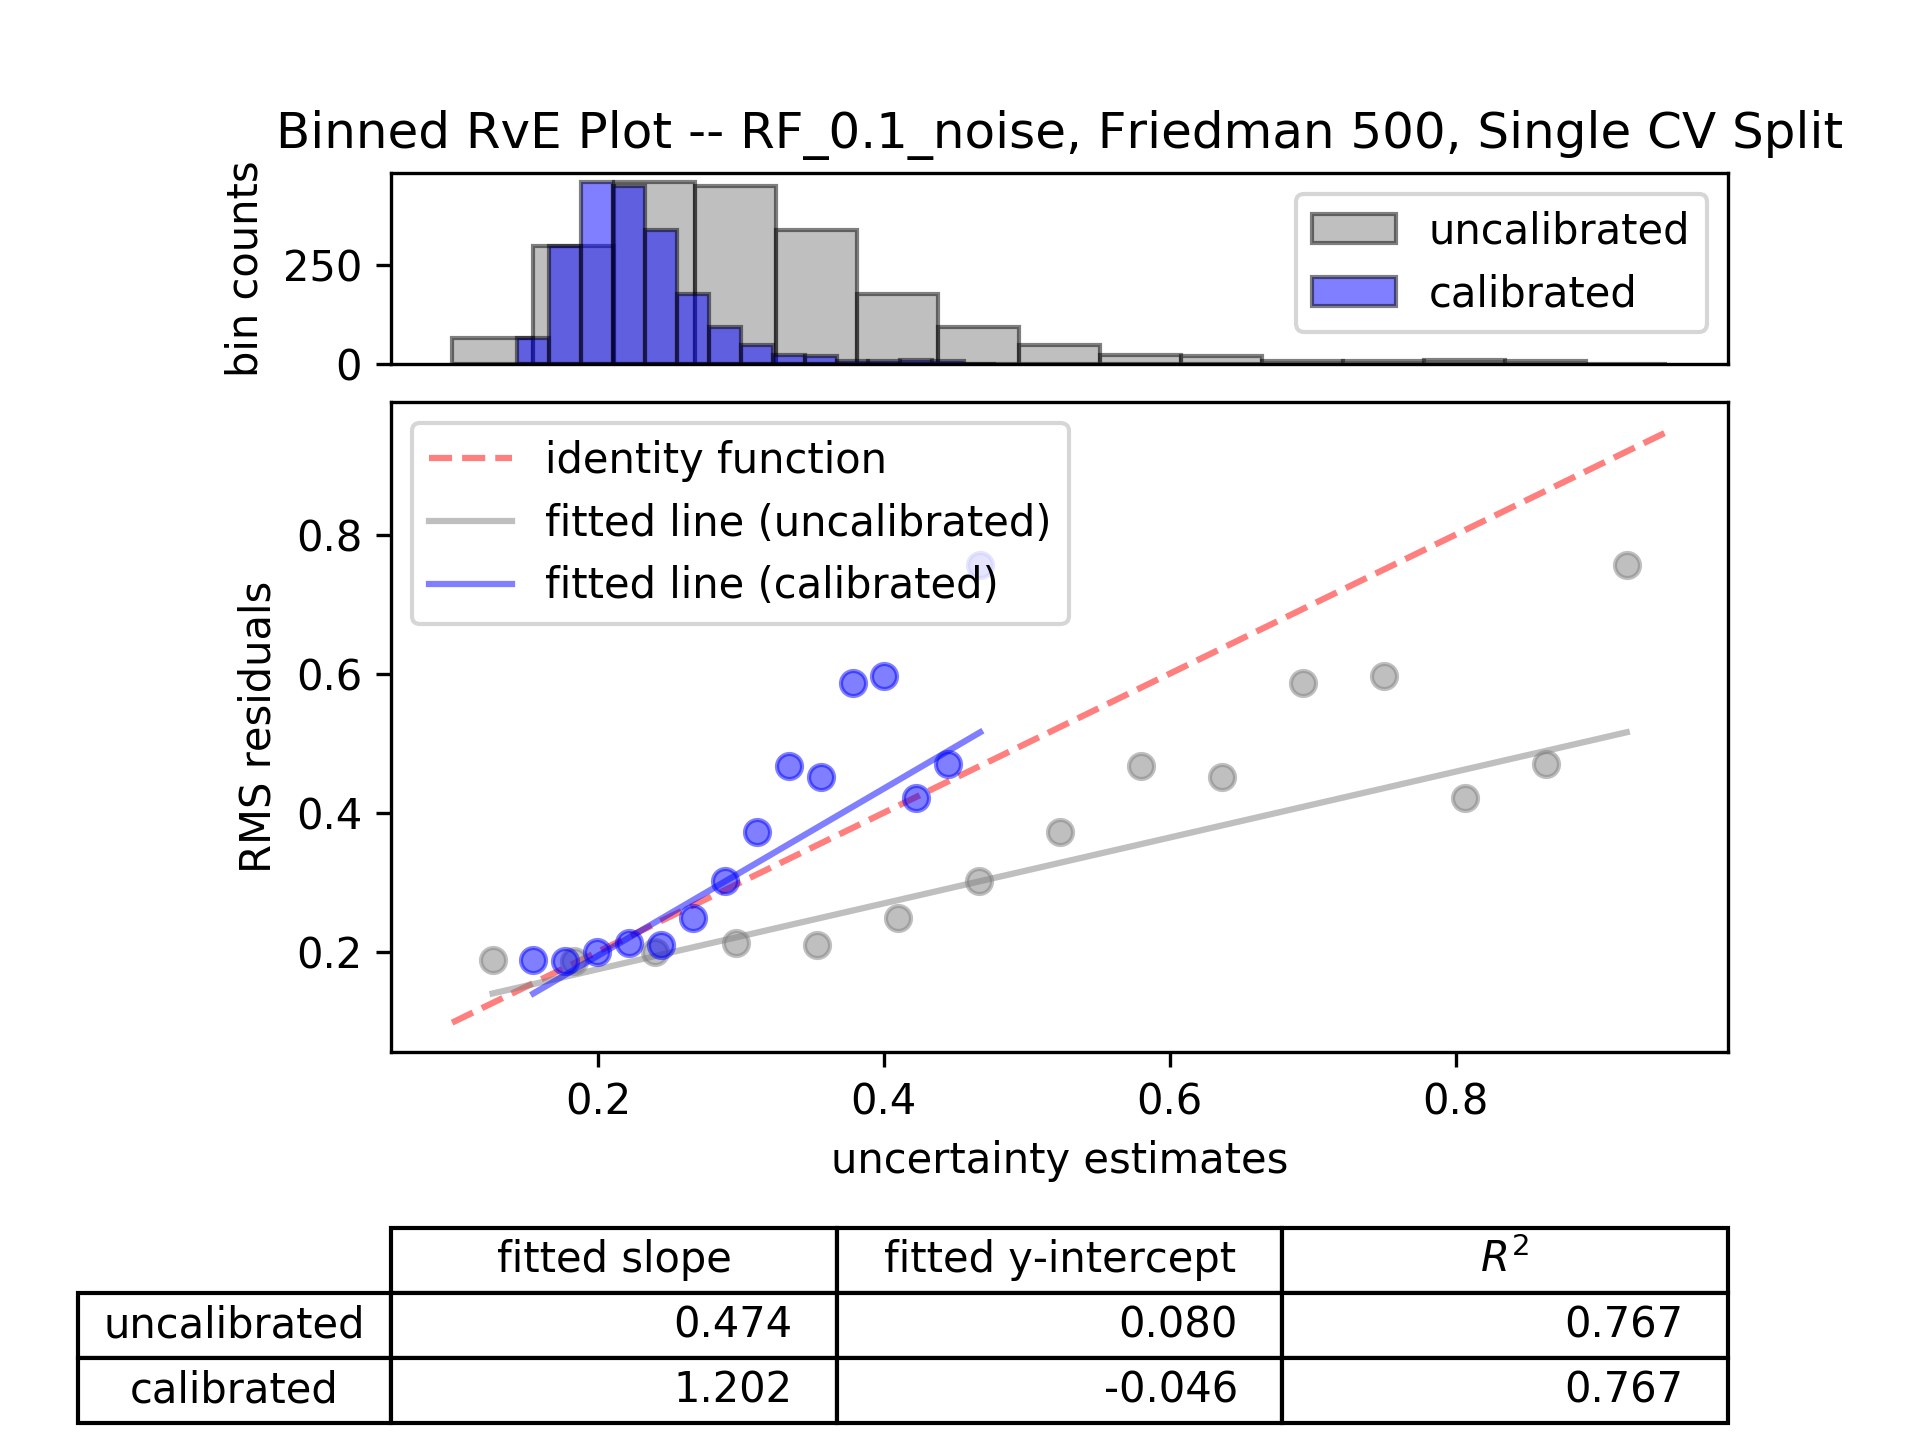 Binned RvE Plot -- RF_0.1_noise, Friedman 500, Single CV Split
bin counts
250
0
uncalibrated
calibrated
identity function
fitted line (uncalibrated)
fitted line (calibrated)
RMS residuals
0.8
0.6
0.4
0.2
0.2 0.4 0.6 0.8
uncertainty estimates
fitted slope fitted y-intercept R²
uncalibrated 0.474 0.080 0.767
calibrated 1.202 -0.046 0.767